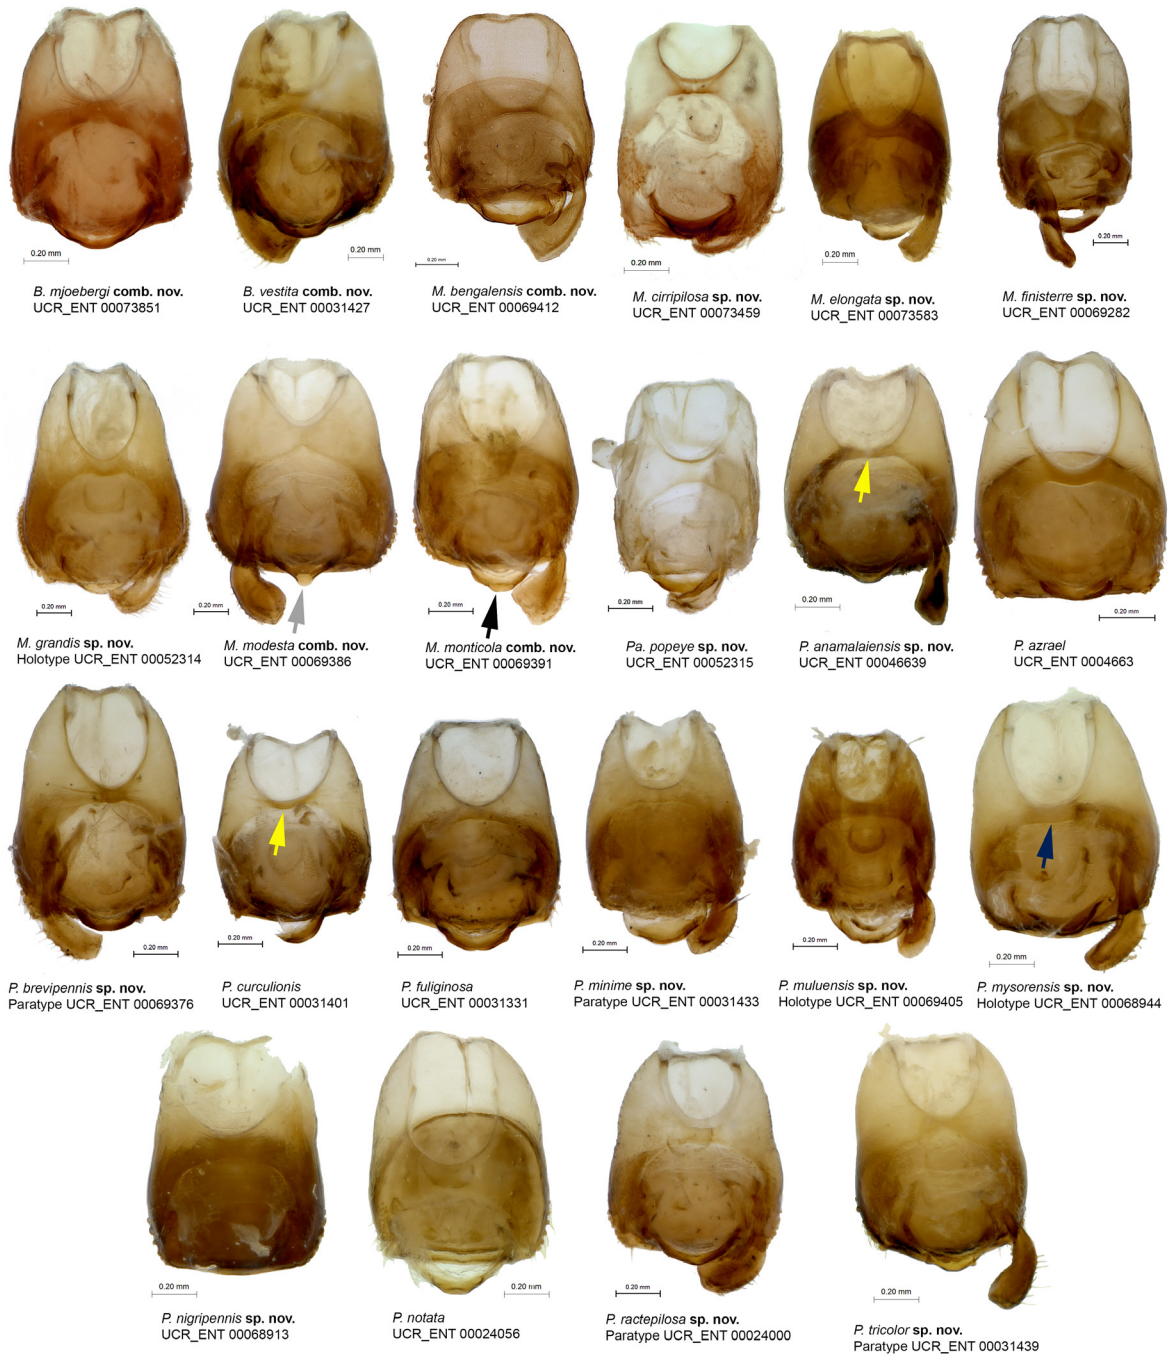 0.20 mm
0.20 mm
0.20 mm
0.20 mm
0.20 mm
0.20 mm
B. mjoebergi comb. nov.
UCR_ENT 00073851
B. vestita comb. nov.
UCR_ENT 00031427
M. bengalensis comb. nov.
UCR_ENT 00069412
M. cirripilosa sp. nov.
UCR_ENT 00073459
M. elongata sp. nov.
UCR_ENT 00073583
M. finisterre sp. nov.
UCR_ENT 00069282
0.20 mm
0.20 mm
0.20 mm
0.20 mm
0.20 mm
0.20 mm
M. grandis sp. nov.
Holotype UCR_ENT 00052314
M. modesta comb. nov.
UCR_ENT 00069386
M. monticola comb. nov.
UCR_ENT 00069391
Pa. popeye sp. nov.
UCR_ENT 00052315
P. anamalaiensis sp. nov.
UCR_ENT 00046639
P. azrael
UCR_ENT 0004663
0.20 mm
0.20 mm
0.20 mm
0.20 mm
0.20 mm
0.20 mm
P. brevipennis sp. nov.
Paratype UCR_ENT 00069376
P. curculionis
UCR_ENT 00031401
P. fuliginosa
UCR_ENT 00031331
P. minime sp. nov.
Paratype UCR_ENT 00031433
P. muluensis sp. nov.
Holotype UCR_ENT 00069405
P. mysorensis sp. nov.
Holotype UCR_ENT 00068944
0.20 mm
0.20 mm
0.20 mm
0.20 mm
P. nigripennis sp. nov.
UCR_ENT 00068913
P. notata
UCR_ENT 00024056
P. ractepilosa sp. nov.
Paratype UCR_ENT 00024000
P. tricolor sp. nov.
Paratype UCR_ENT 00031439